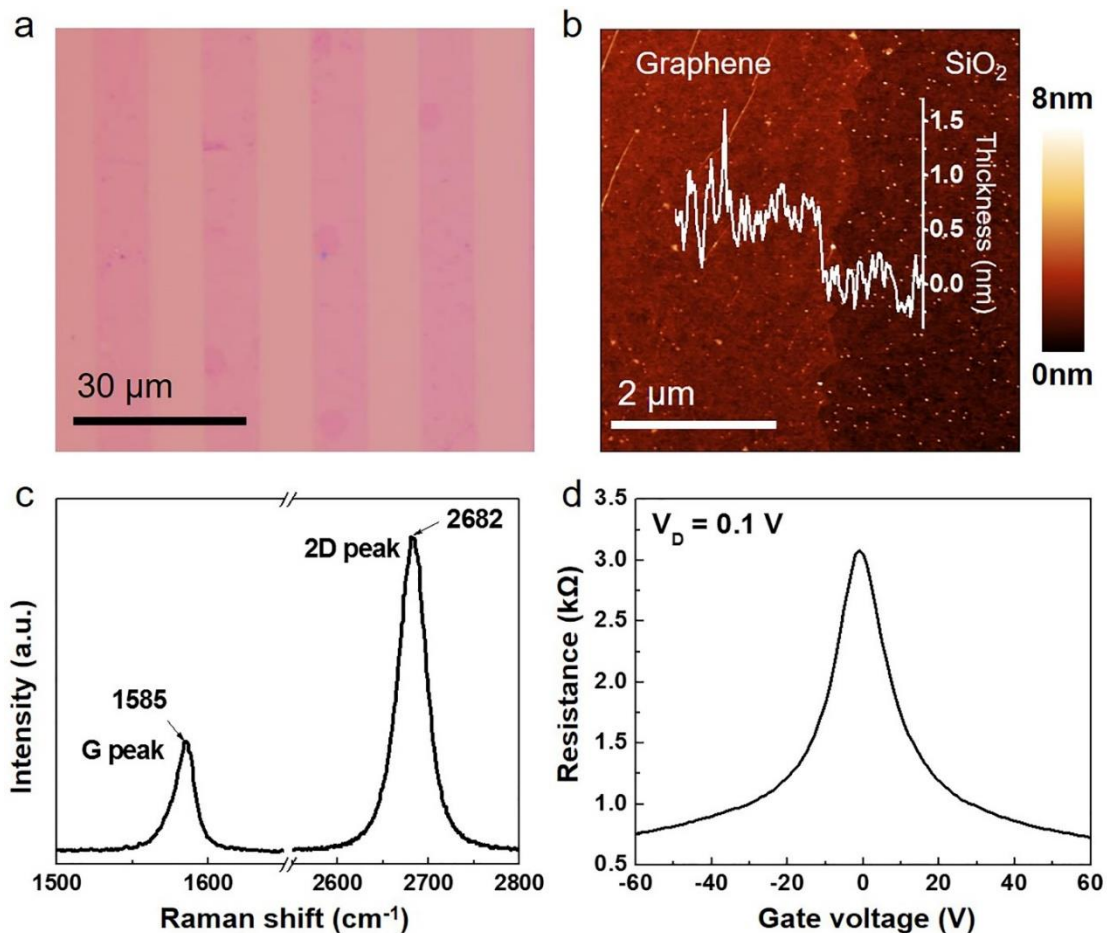 a
30 µm
b
Graphene
SiO₂
1.5
1.0
0.5
0.0
Thickness (nm)
2 µm
8nm
0nm
c
2682
2D peak
1585
G peak
Intensity (a.u.)
1500
1600
2600
2700
2800
Raman shift (cm⁻¹)
d
V_D = 0.1 V
3.5
3.0
2.5
2.0
1.5
1.0
0.5
Resistance (kΩ)
-60
-40
-20
0
20
40
60
Gate voltage (V)